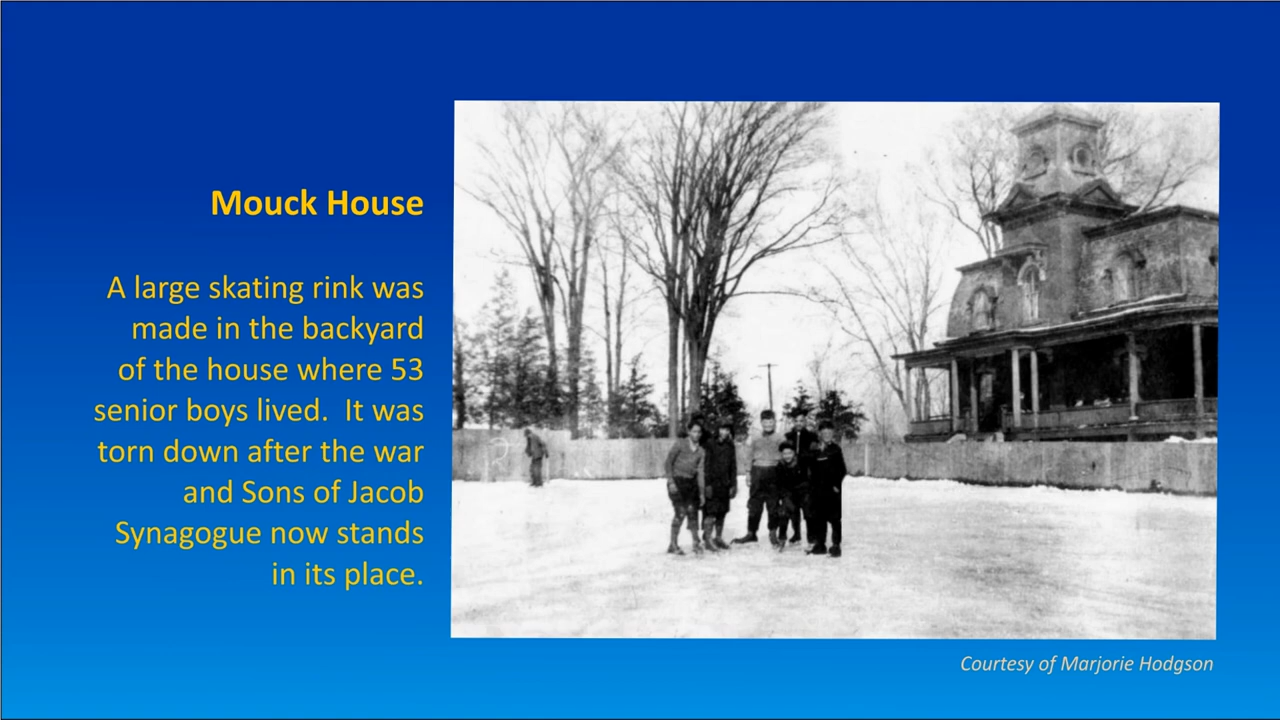 Mouck House
A large skating rink was
made in the backyard
of the house where 53
senior boys lived.  It was
torn down after the war
and Sons of Jacob
Synagogue now stands
in its place.
Courtesy of Marjorie Hodgson